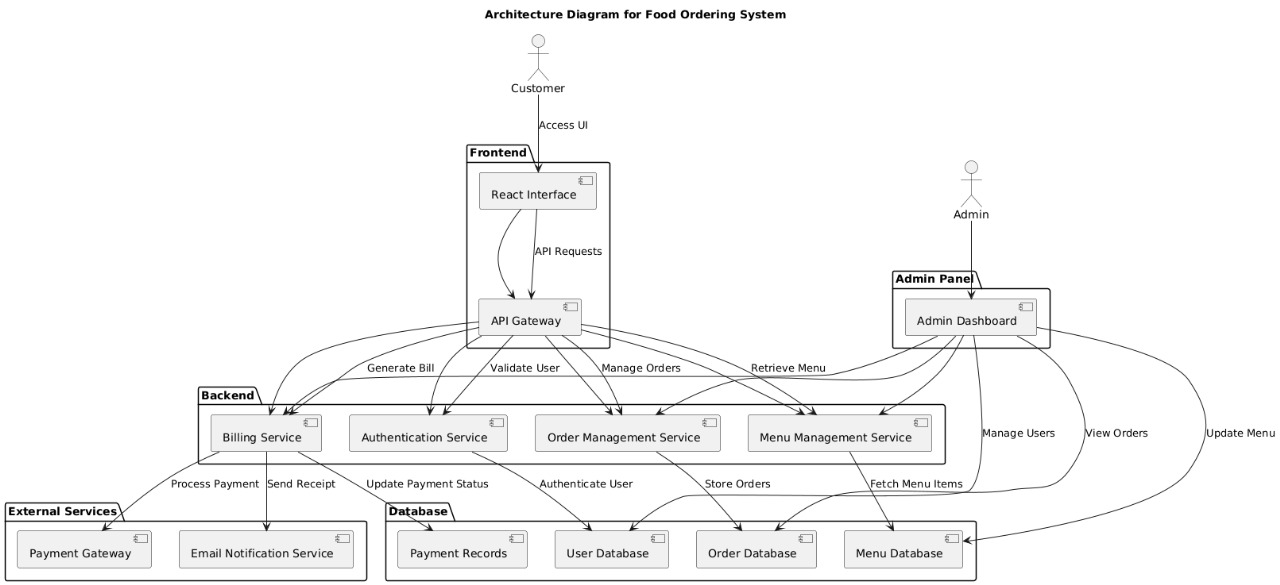 Architecture Diagram for Food Ordering System
Customer
Access UI
Frontend
React Interface
Admin
API Requests
Admin Panel
API Gateway
Admin Dashboard
Generate Bill
Validate User
Manage Orders
Retrieve Menu
Backend
Billing Service
Authentication Service
Order Management Service
Menu Management Service
Manage Users
View Orders
Update Menu
Process Payment
Send Receipt
Update Payment Status
Authenticate User
Store Orders
Fetch Menu Items
External Services
Database
Payment Gateway
Email Notification Service
Payment Records
User Database
Order Database
Menu Database